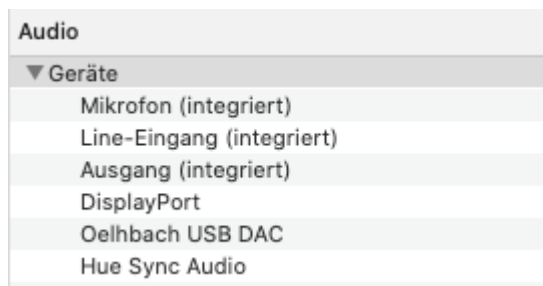 Audio
Geräte
Mikrofon (integriert)
Line-Eingang (integriert)
Ausgang (integriert)
DisplayPort
Oelhbach USB DAC
Hue Sync Audio